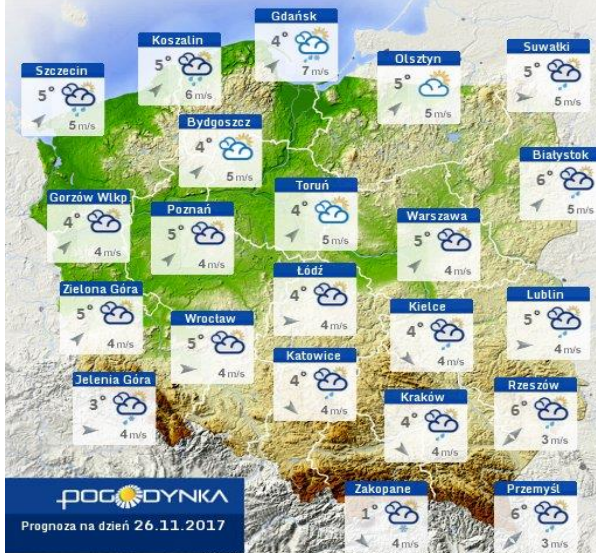 Gdańsk
4°
7 m/s
Koszalin
5°
6 m/s
Suwałki
5°
5 m/s
Olsztyn
5°
5 m/s
Szczecin
5°
5 m/s
Bydgoszcz
4°
5 m/s
Białystok
6°
5 m/s
Toruń
4°
5 m/s
Gorzów Wlkp.
4°
4 m/s
Poznań
5°
4 m/s
Warszawa
5°
4 m/s
Łódź
4°
4 m/s
Zielona Góra
5°
4 m/s
Lublin
5°
4 m/s
Kielce
4°
4 m/s
Wrocław
5°
4 m/s
Katowice
4°
4 m/s
Jelenia Góra
3°
4 m/s
Rzeszów
6°
3 m/s
Kraków
4°
4 m/s
Zakopane
1°
4 m/s
Przemyśl
6°
3 m/s
POGODYNKA
Prognoza na dzień 26.11.2017